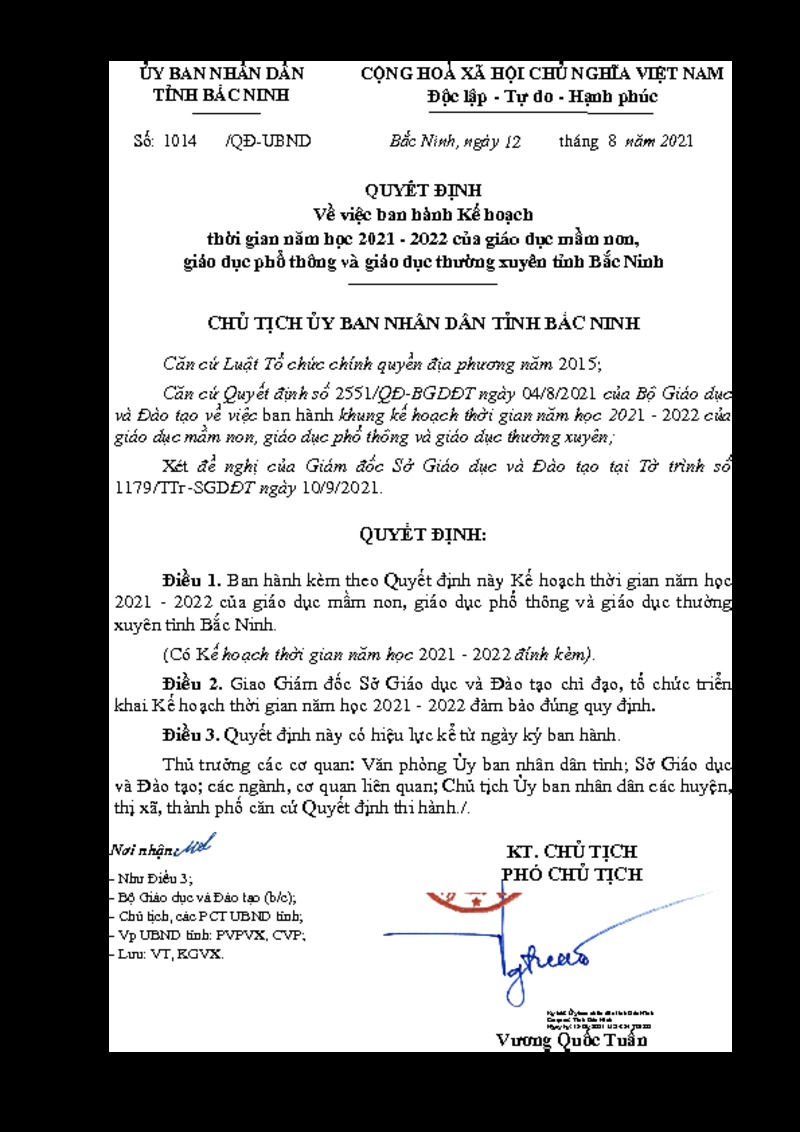 ỦY BAN NHÂN DÂN
TỈNH BẮC NINH
CỘNG HOÀ XÃ HỘI CHỦ NGHĨA VIỆT NAM
Độc lập - Tự do - Hạnh phúc
Số: 1014 /QĐ-UBND
Bắc Ninh, ngày 12 tháng 8 năm 2021
QUYẾT ĐỊNH
Về việc ban hành Kế hoạch
thời gian năm học 2021 - 2022 của giáo dục mầm non,
giáo dục phổ thông và giáo dục thường xuyên tỉnh Bắc Ninh
CHỦ TỊCH ỦY BAN NHÂN DÂN TỈNH BẮC NINH
Căn cứ Luật Tổ chức chính quyền địa phương năm 2015;
Căn cứ Quyết định số 2551/QĐ-BGDĐT ngày 04/8/2021 của Bộ Giáo dục
và Đào tạo về việc ban hành khung kế hoạch thời gian năm học 2021 - 2022 của
giáo dục mầm non, giáo dục phổ thông và giáo dục thường xuyên;
Xét đề nghị của Giám đốc Sở Giáo dục và Đào tạo tại Tờ trình số
1179/TTr-SGDĐT ngày 10/9/2021.
QUYẾT ĐỊNH:
Điều 1. Ban hành kèm theo Quyết định này Kế hoạch thời gian năm học
2021 - 2022 của giáo dục mầm non, giáo dục phổ thông và giáo dục thường
xuyên tỉnh Bắc Ninh.
(Có Kế hoạch thời gian năm học 2021 - 2022 đính kèm).
Điều 2. Giao Giám đốc Sở Giáo dục và Đào tạo chỉ đạo, tổ chức triển
khai Kế hoạch thời gian năm học 2021 - 2022 đảm bảo đúng quy định.
Điều 3. Quyết định này có hiệu lực kể từ ngày ký ban hành.
Thủ trưởng các cơ quan: Văn phòng Ủy ban nhân dân tỉnh; Sở Giáo dục
và Đào tạo; các ngành, cơ quan liên quan; Chủ tịch Ủy ban nhân dân các huyện,
thị xã, thành phố căn cứ Quyết định thi hành./.
Nơi nhận:
- Như Điều 3;
- Bộ Giáo dục và Đào tạo (b/c);
- Chủ tịch, các PCT UBND tỉnh;
- Vp UBND tỉnh: PVPVX, CVP;
- Lưu: VT, KGVX.
KT. CHỦ TỊCH
PHÓ CHỦ TỊCH
Vương Quốc Tuấn